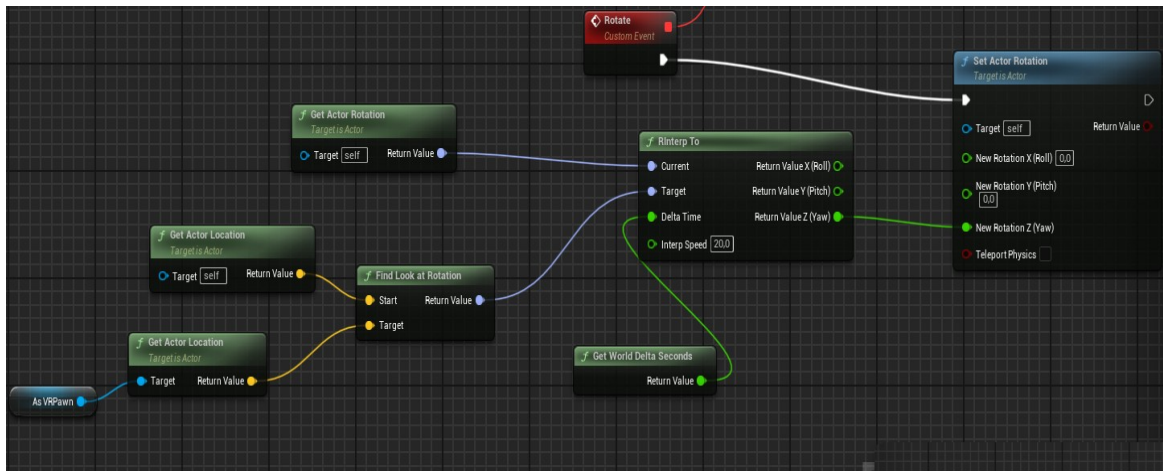 Rotate
Custom Event
f Set Actor Rotation
Target is Actor
Target self
Return Value
New Rotation X (Roll) 0,0
New Rotation Y (Pitch)
0,0
New Rotation Z (Yaw)
Teleport Physics
f Get Actor Rotation
Target is Actor
Target self
Return Value
f RInterp To
Current
Return Value X (Roll)
Target
Return Value Y (Pitch)
Delta Time
Return Value Z (Yaw)
Interp Speed 20,0
f Get Actor Location
Target is Actor
Target self
Return Value
f Find Look at Rotation
Start
Return Value
Target
f Get Actor Location
Target is Actor
Target
Return Value
As VRPawn
f Get World Delta Seconds
Return Value